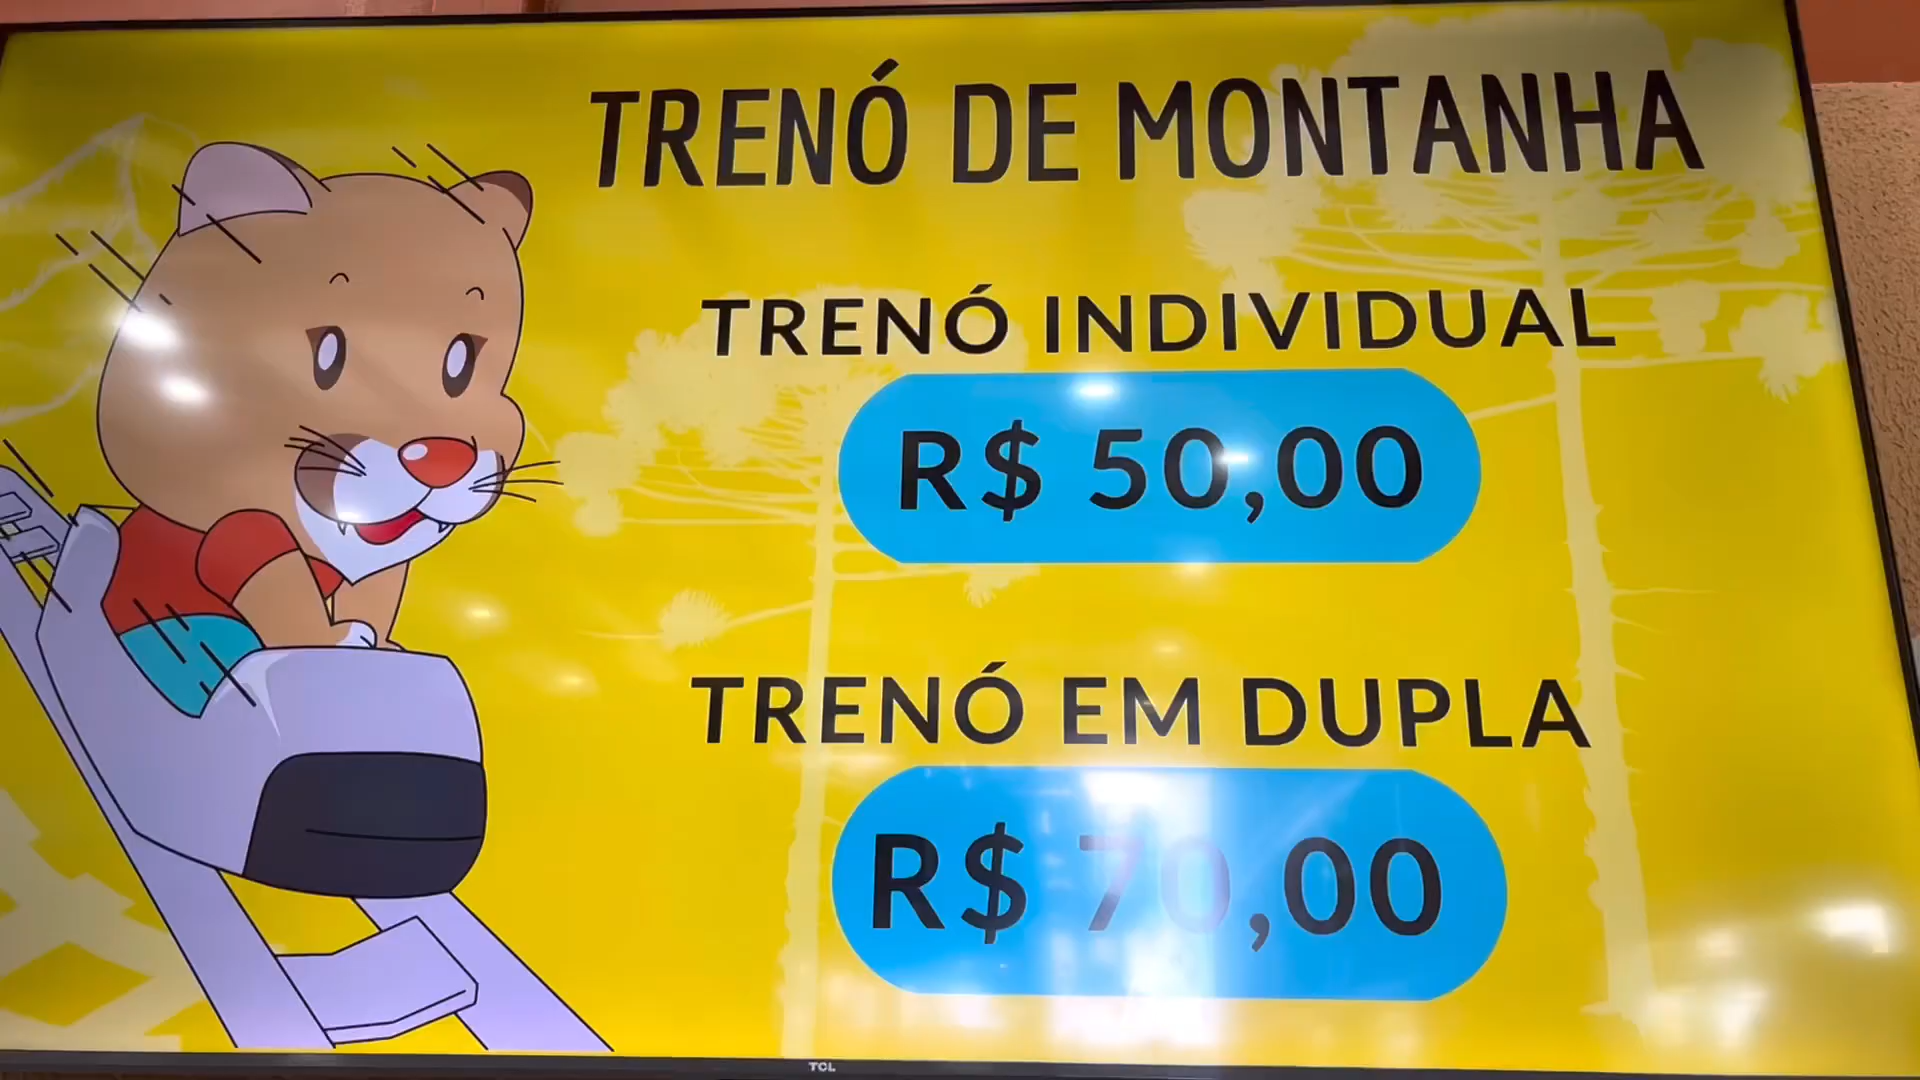 TRENÓ DE MONTANHA
TRENÓ INDIVIDUAL
R$ 50,00
TRENÓ EM DUPLA
R$ 70,00
TCL